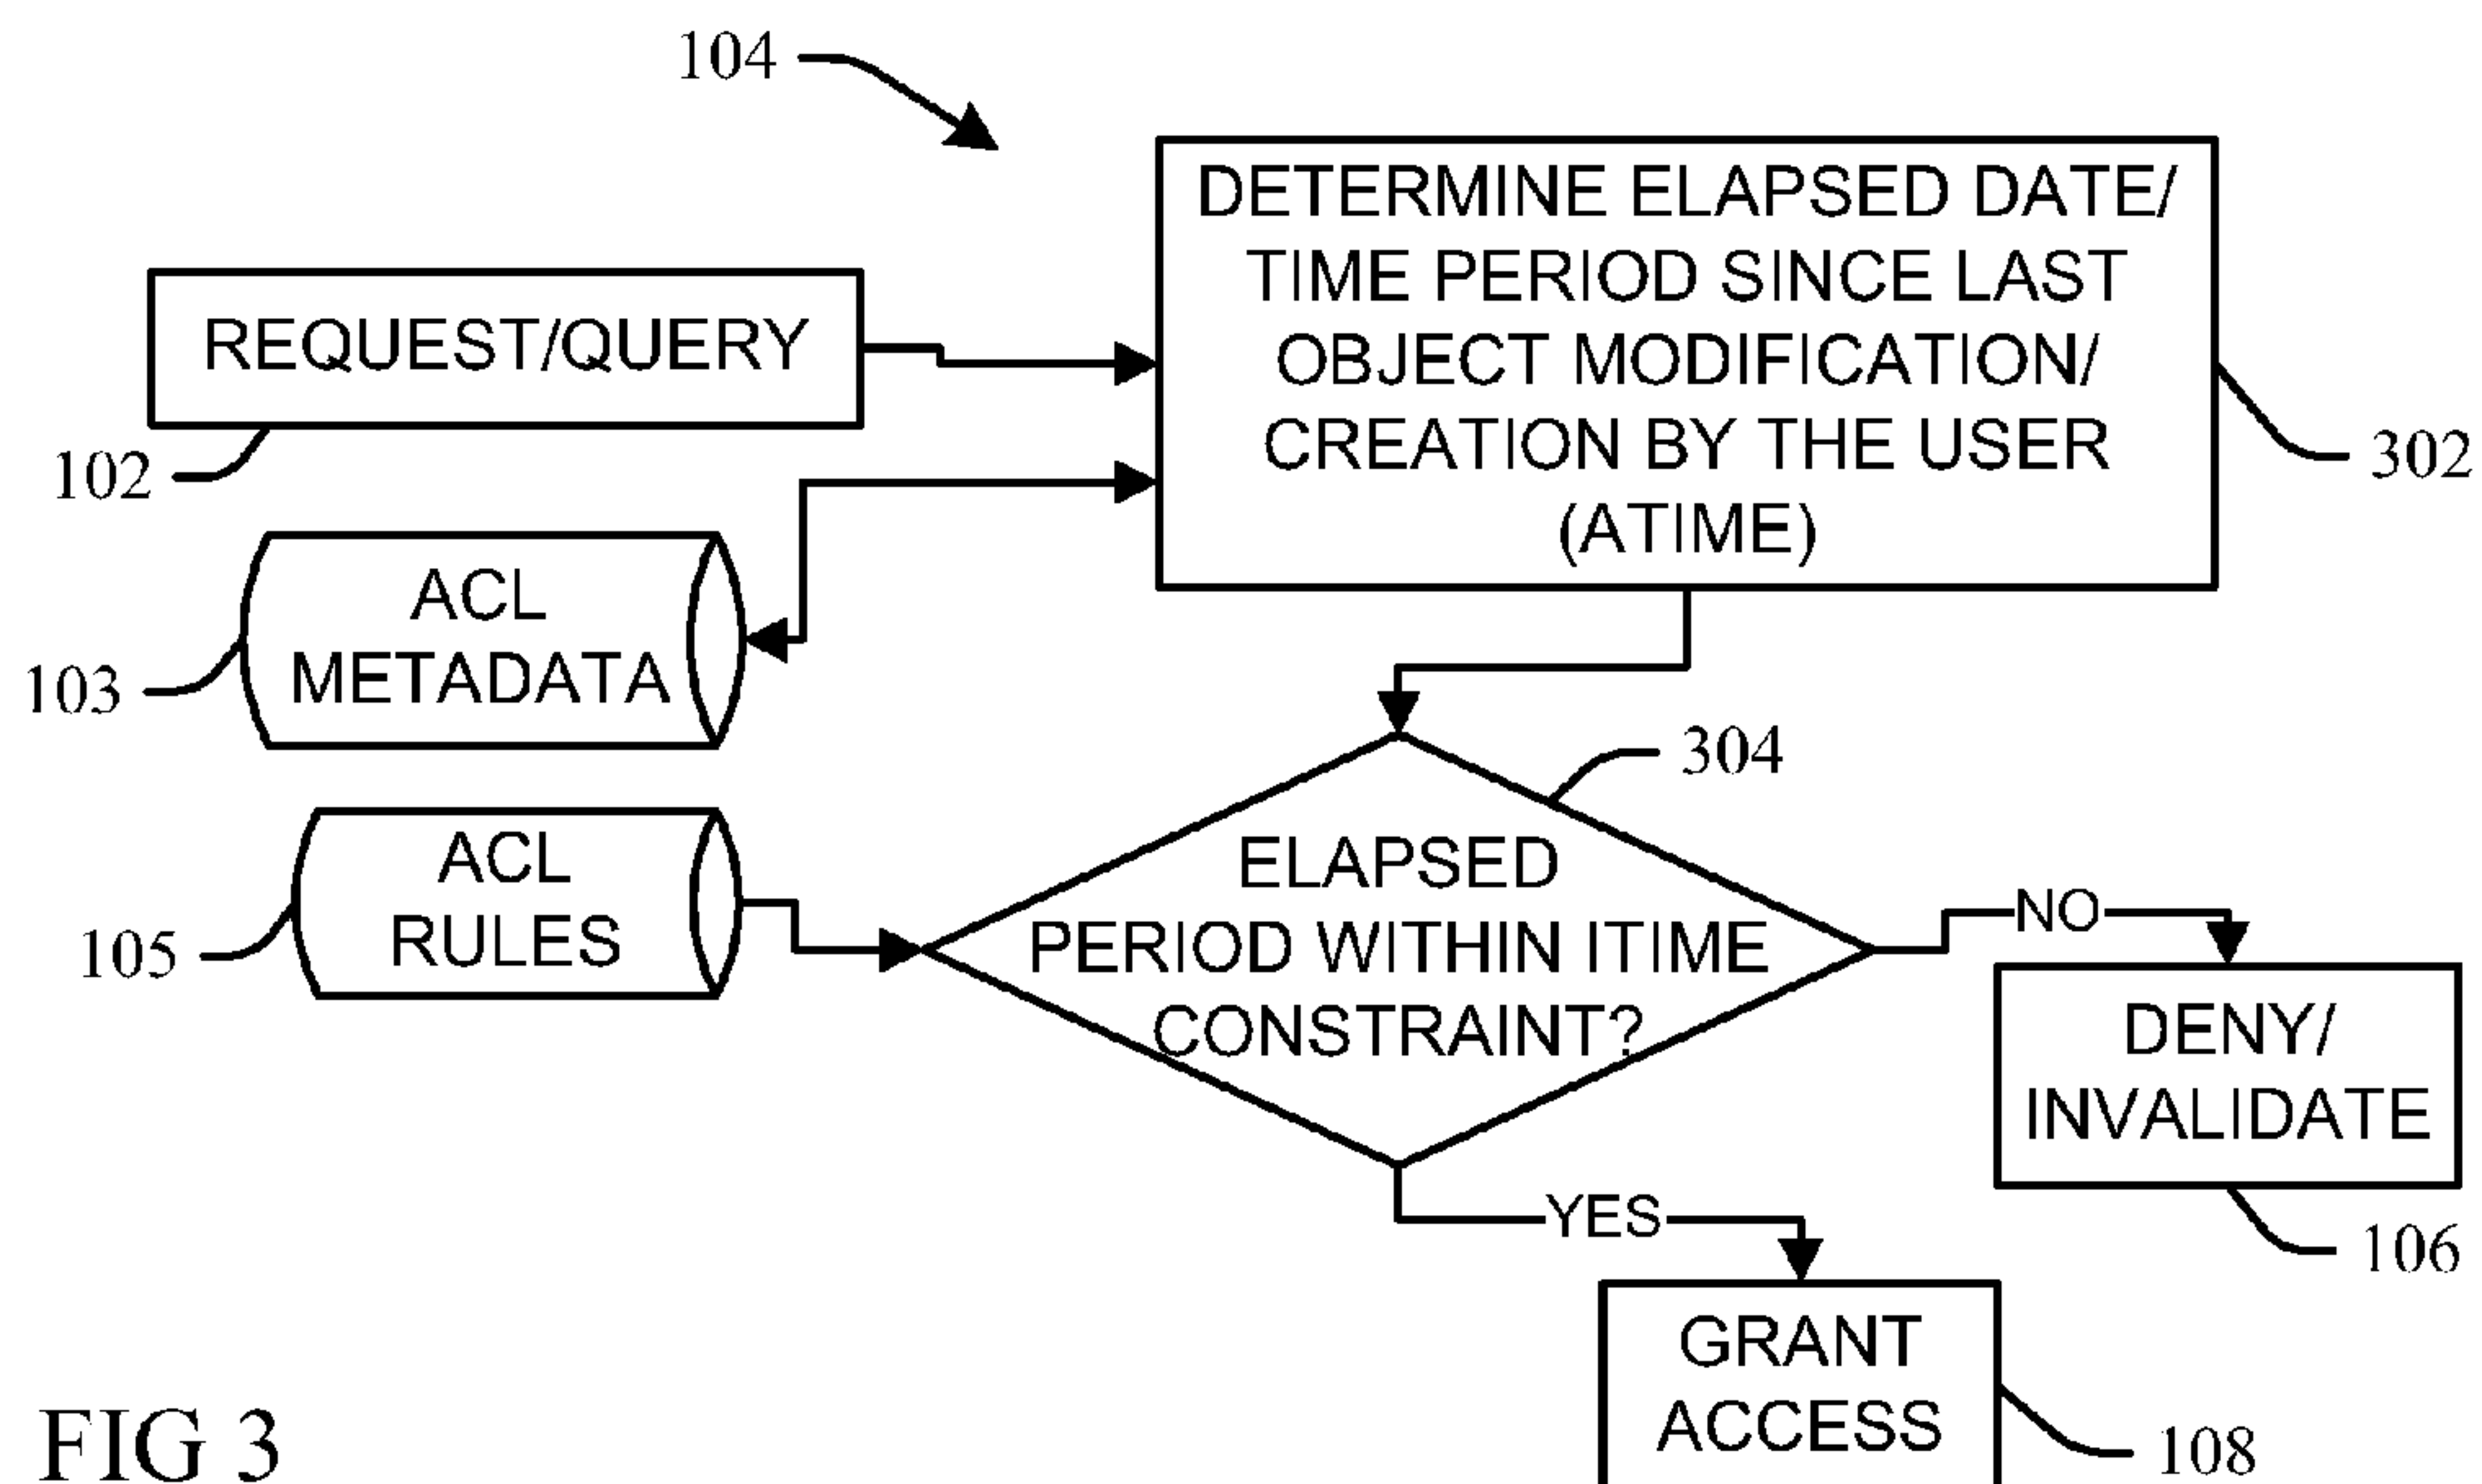 104
DETERMINE ELAPSED DATE/
TIME PERIOD SINCE LAST
OBJECT MODIFICATION/
CREATION BY THE USER
(ATIME)
302
REQUEST/QUERY
102
ACL
METADATA
103
304
ACL
RULES
105
ELAPSED
PERIOD WITHIN ITIME
CONSTRAINT?
NO
DENY/
INVALIDATE
106
YES
GRANT
ACCESS
108
FIG 3